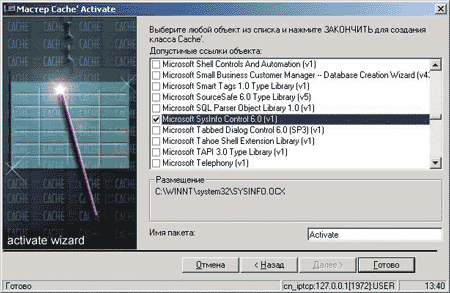 Мастер Cache' Activate
Выберите любой объект из списка и нажмите ЗАКОНЧИТЬ для создания
класса Cache'.
Допустимые ссылки объекта:
Microsoft Shell Controls And Automation (v1)
Microsoft Small Business Customer Manager -- Database Creation Wizard (v4
Microsoft Smart Tags 1.0 Type Library (v1)
Microsoft SourceSafe 6.0 Type Library (v5)
Microsoft SQL Parser Object Library 1.0 (v1)
Microsoft SysInfo Control 6.0 (v1)
Microsoft Tabbed Dialog Control 6.0 (SP3) (v1)
Microsoft Tahoe Shell Extension Library (v1)
Microsoft TAPI 3.0 Type Library (v1)
Microsoft Telephony (v1)
Размещение
C:\WINNT\system32\SYSINFO.OCX
Имя пакета:
Activate
activate wizard
Отмена
< Назад
Далее >
Готово
Готово
cn_iptcp:127.0.0.1[1972]:USER
13:40